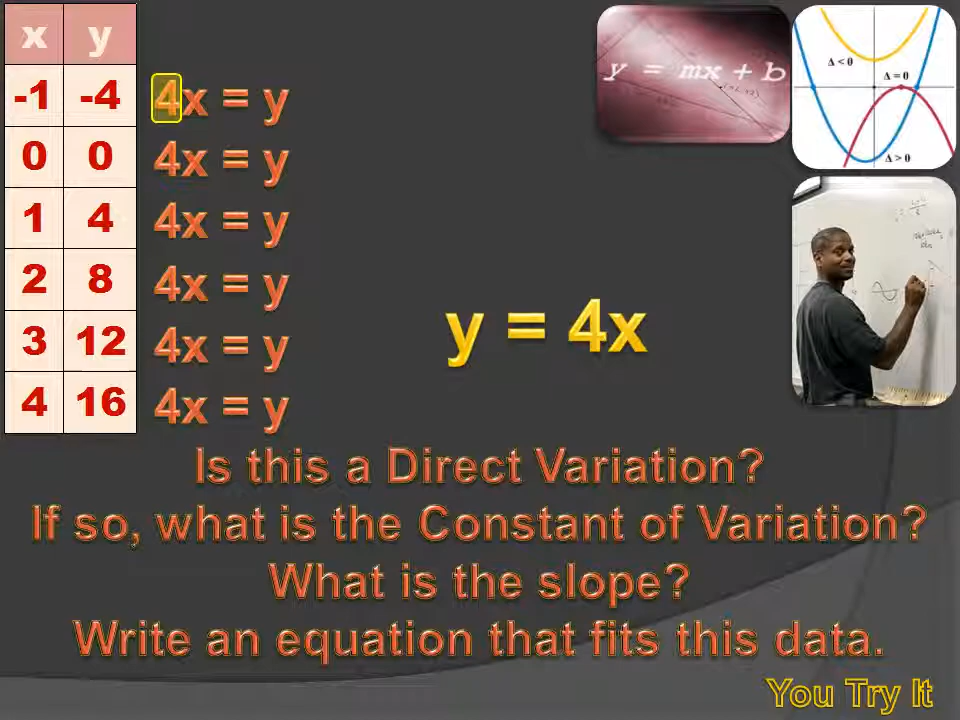 x y
-1 -4
0 0
1 4
2 8
3 12
4 16
4x = y
4x = y
4x = y
4x = y
4x = y
4x = y
y = mx + b
Δ < 0
Δ = 0
Δ > 0
y = 4x
Is this a Direct Variation?
If so, what is the Constant of Variation?
What is the slope?
Write an equation that fits this data.
You Try It